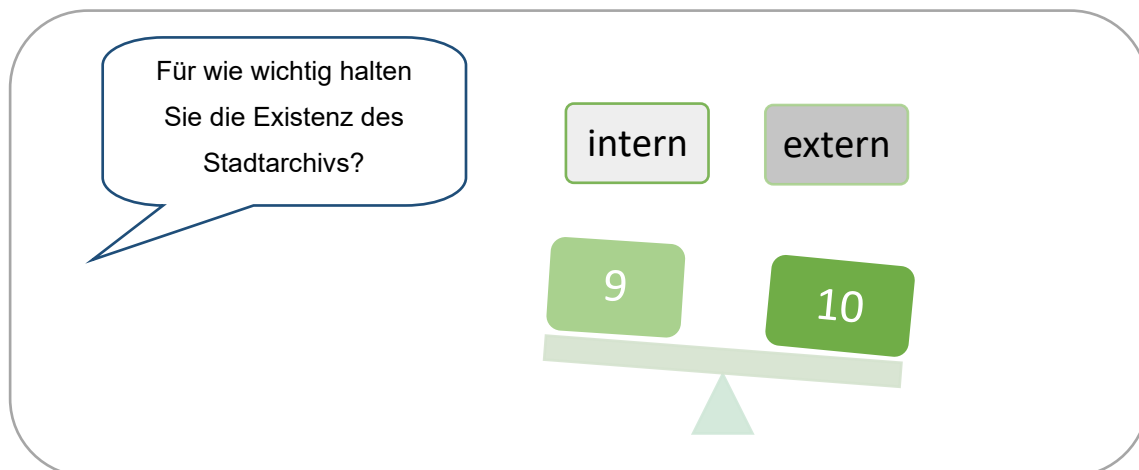 Für wie wichtig halten
Sie die Existenz des
Stadtarchivs?
intern
extern
9
10